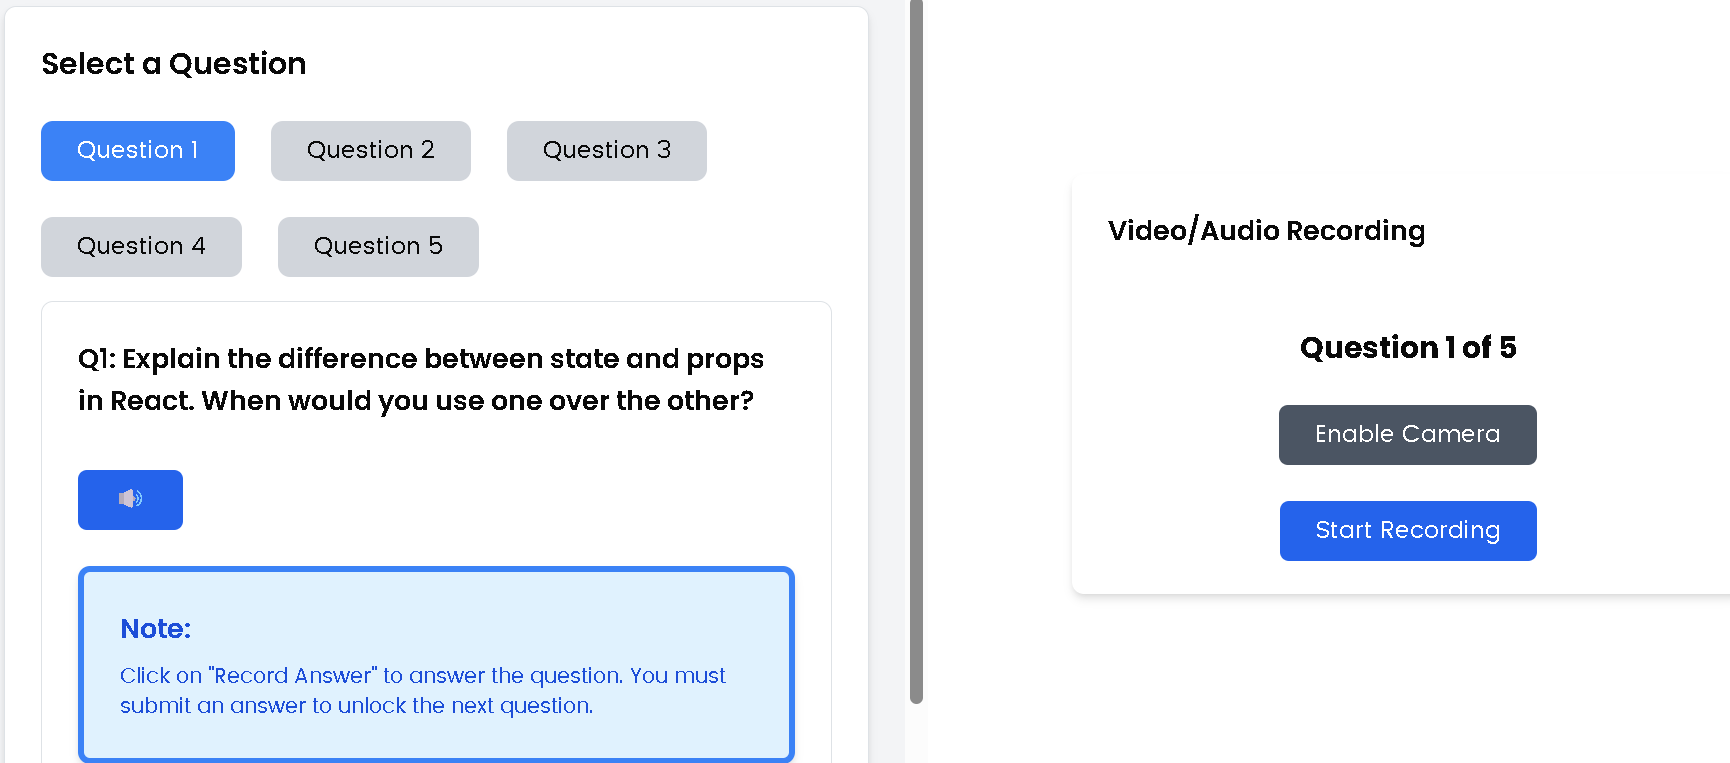 Select a Question
Question 1
Question 2
Question 3
Question 4
Question 5
Q1: Explain the difference between state and props
in React. When would you use one over the other?
Note:
Click on "Record Answer" to answer the question. You must
submit an answer to unlock the next question.
Video/Audio Recording
Question 1 of 5
Enable Camera
Start Recording